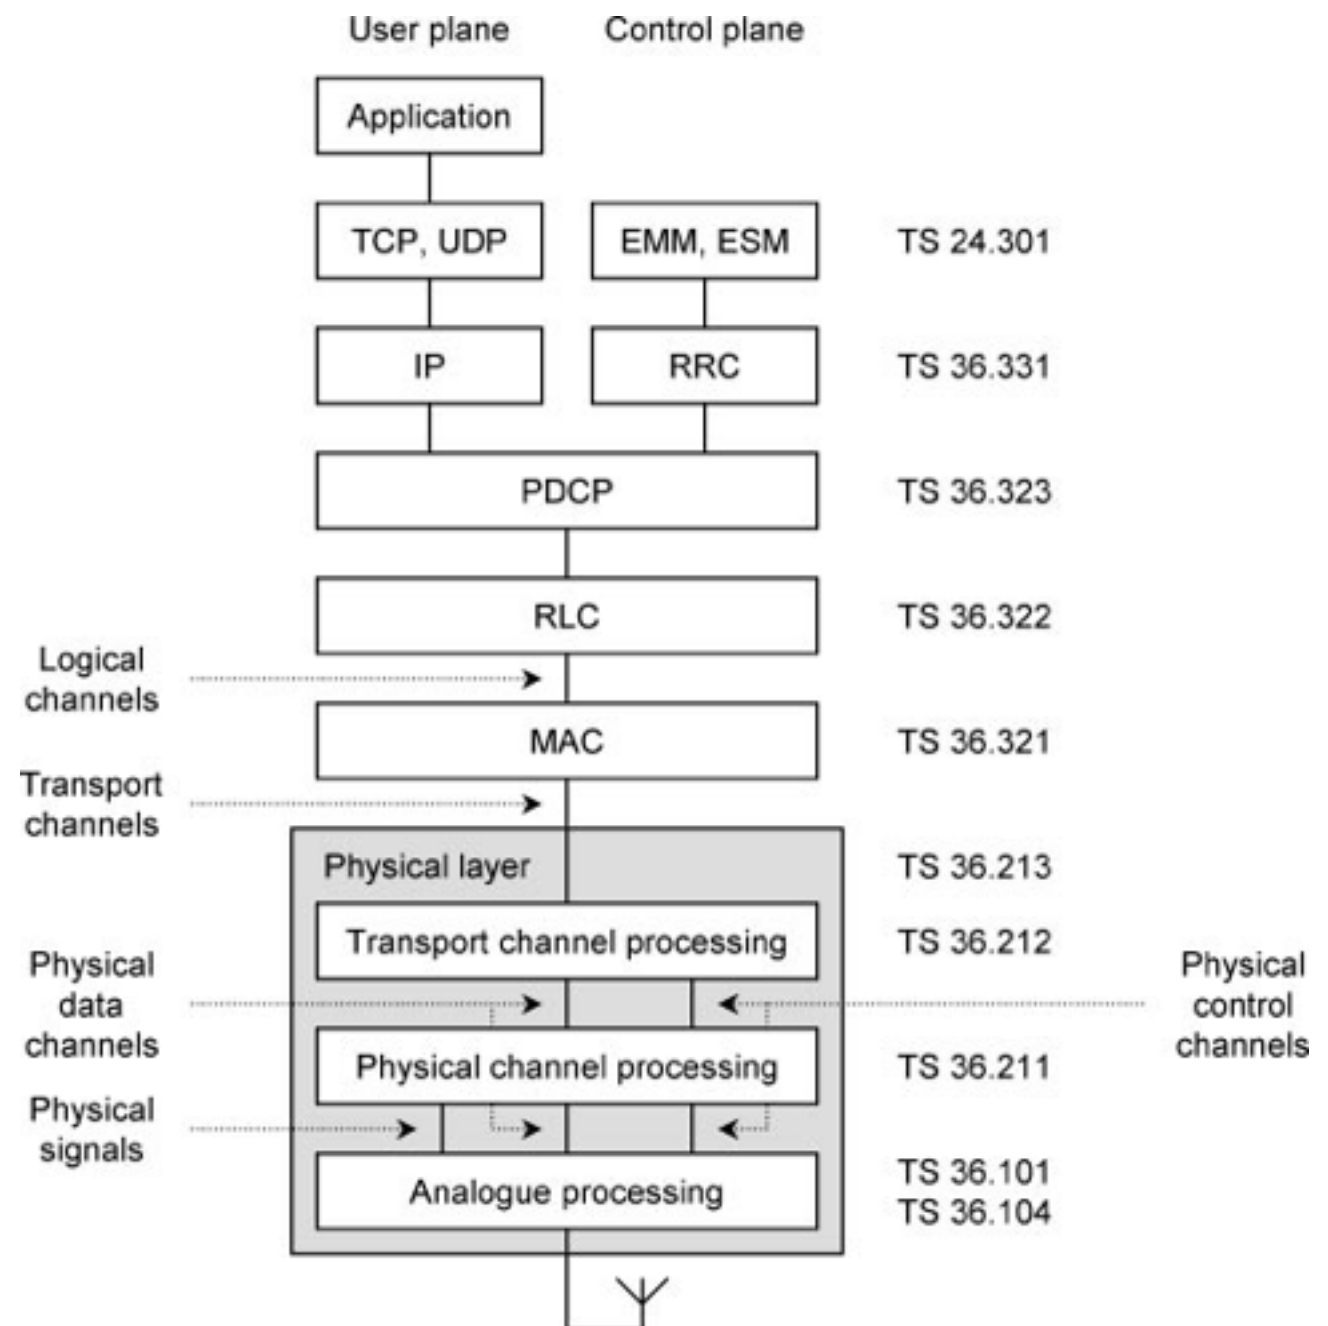 User plane Control plane
Application
TCP, UDP EMM, ESM TS 24.301
IP RRC TS 36.331
PDCP TS 36.323
RLC TS 36.322
Logical
channels
MAC TS 36.321
Transport
channels
Physical layer TS 36.213
Transport channel processing TS 36.212
Physical
data
channels
Physical
control
channels
Physical channel processing TS 36.211
Physical
signals
Analogue processing TS 36.101
TS 36.104